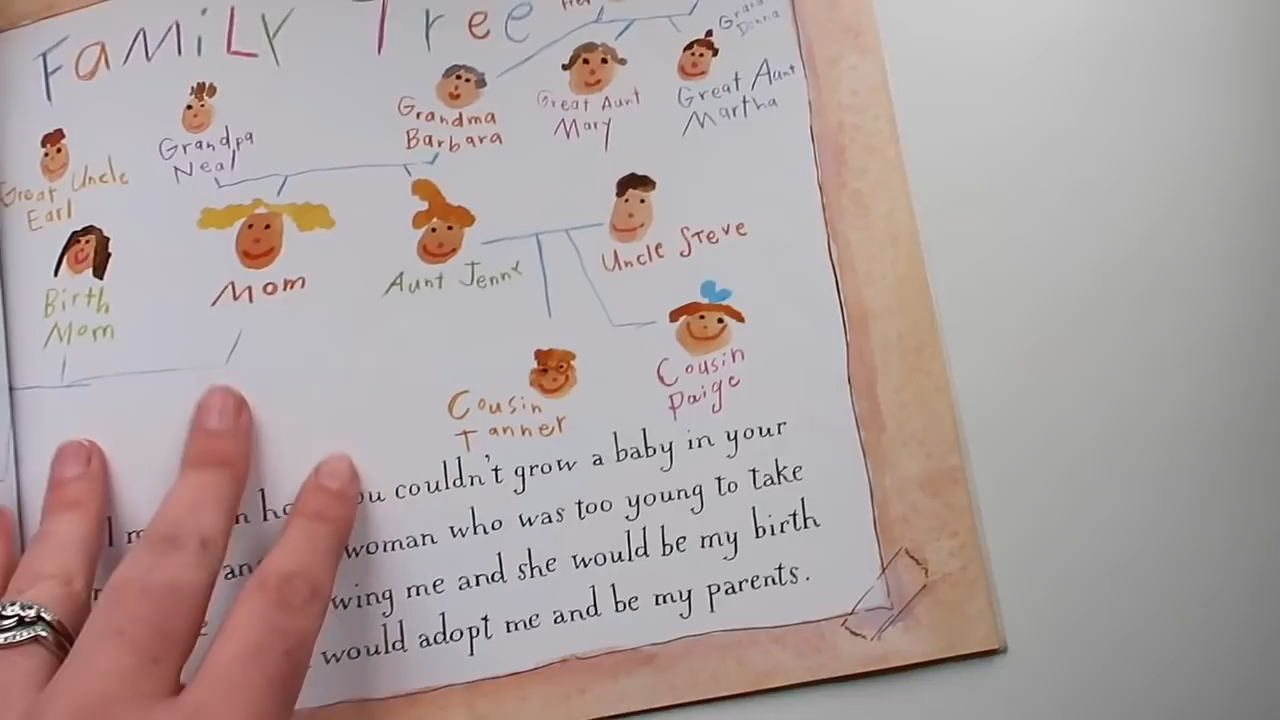 FamiLY Tree
Grandma
Barbara
Great Aunt
Mary
Great Aunt
Martha
Grandpa
Neal
Great Uncle
Earl
Birth
Mom
Mom
Aunt Jenny
Uncle Steve
Cousin
Tanner
Cousin
Paige
couldn't grow a baby in your
woman who was too young to take
me and she would be my birth
would adopt me and be my parents.